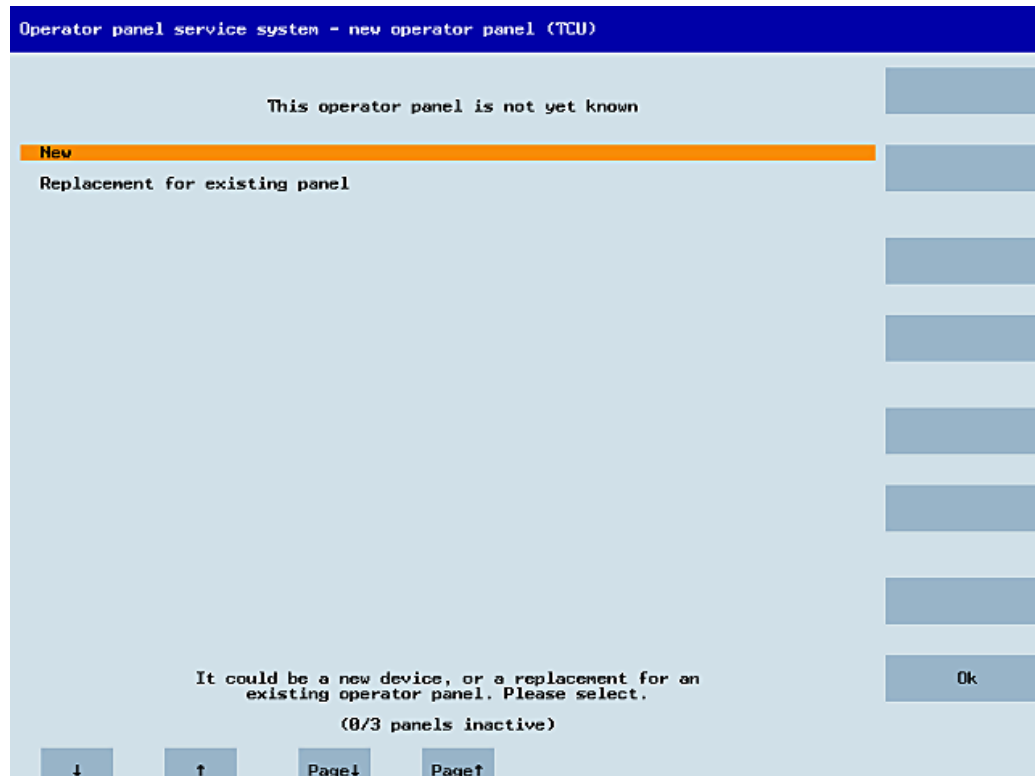 Operator panel service system - new operator panel (TCU)
This operator panel is not yet known
New
Replacement for existing panel
It could be a new device, or a replacement for an
existing operator panel. Please select.
Ok
(0/3 panels inactive)
↓ ↑ Page↓ Page↑